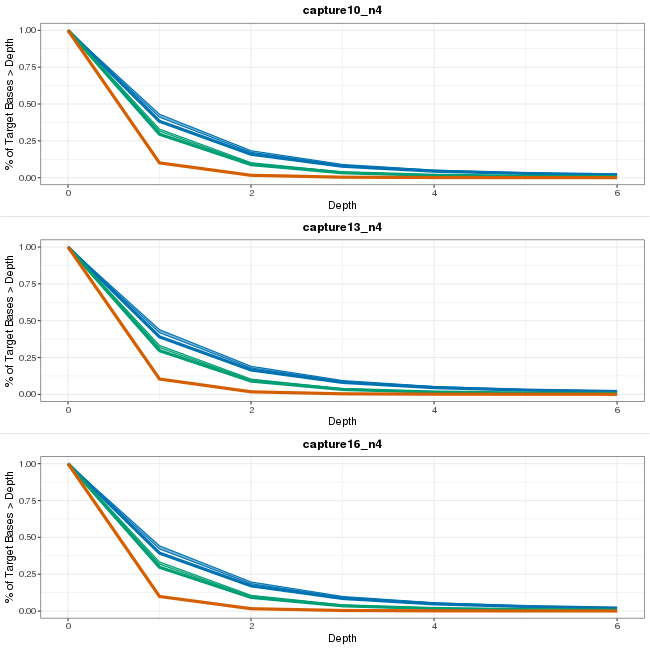 capture10_n4
% of Target Bases > Depth
1.00
0.75
0.50
0.25
0.00
0 2 4 6
Depth
capture13_n4
% of Target Bases > Depth
1.00
0.75
0.50
0.25
0.00
0 2 4 6
Depth
capture16_n4
% of Target Bases > Depth
1.00
0.75
0.50
0.25
0.00
0 2 4 6
Depth